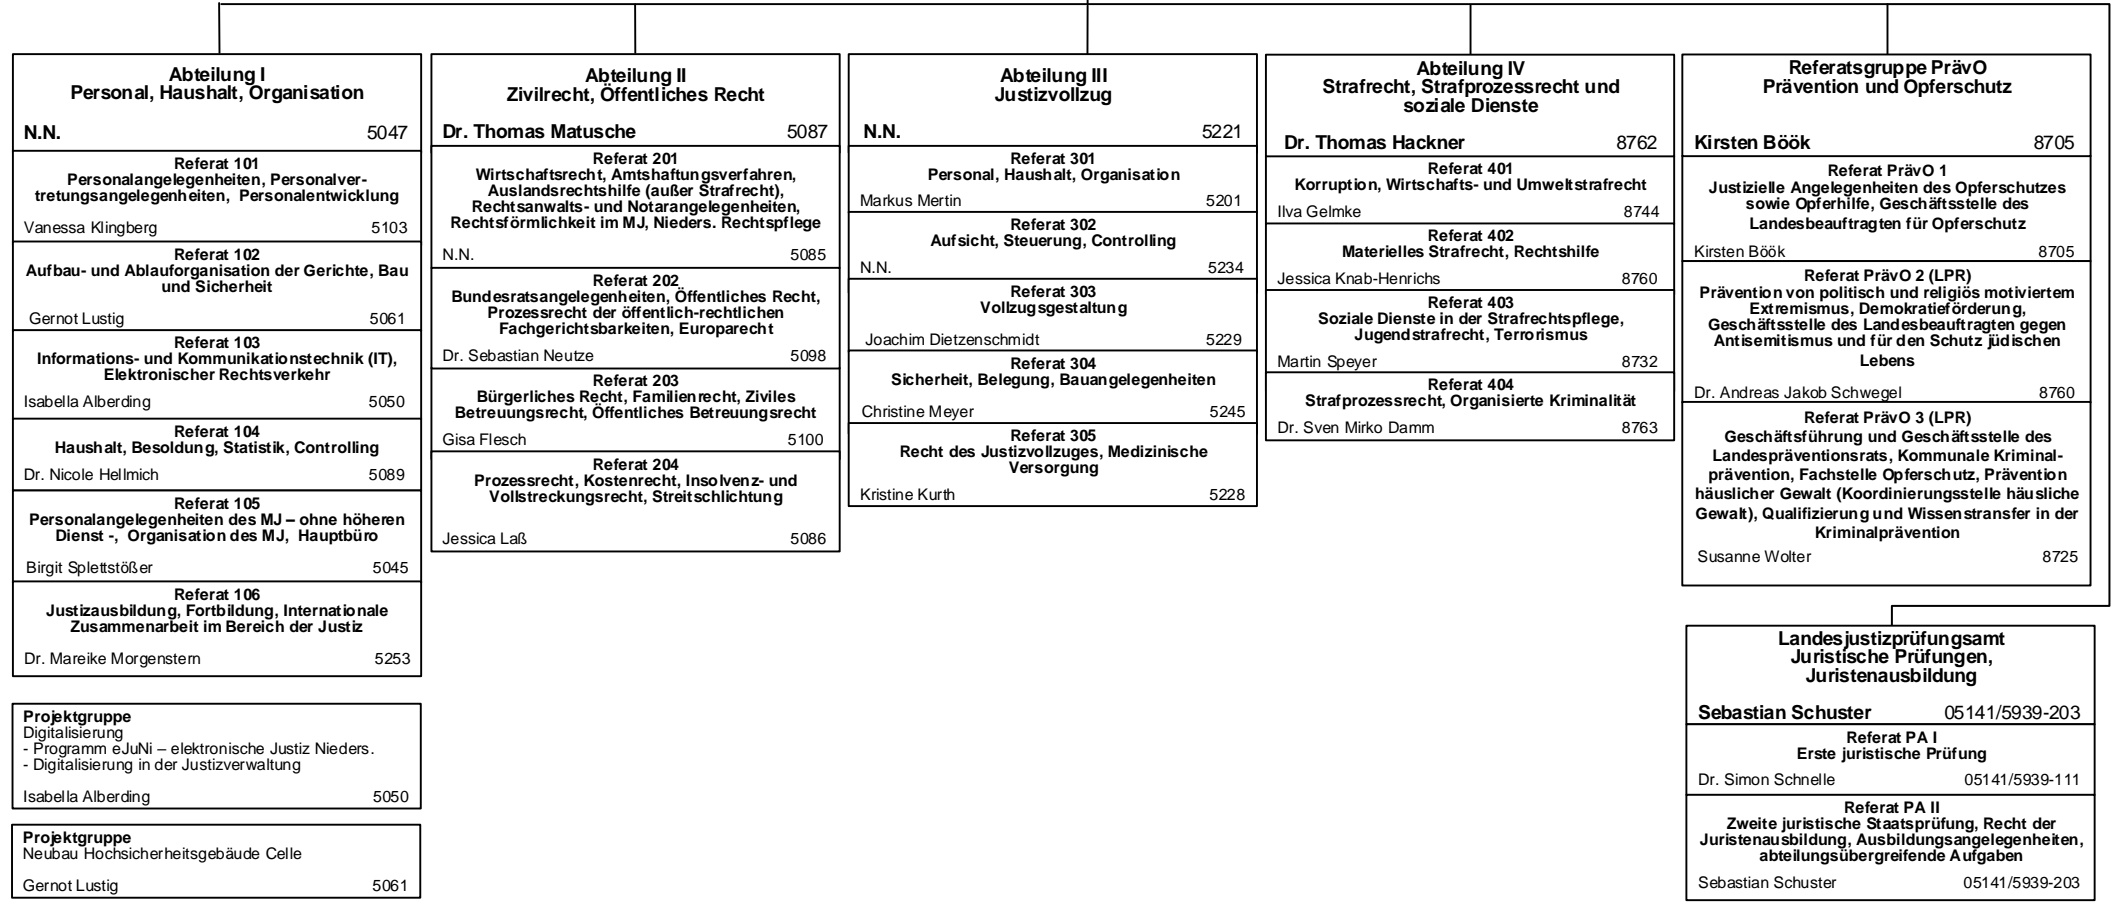 Abteilung I
Personal, Haushalt, Organisation
N.N. 5047
Referat 101
Personalangelegenheiten, Personalver-
tretungsangelegenheiten, Personalentwicklung
Vanessa Klingberg 5103
Referat 102
Aufbau- und Ablauforganisation der Gerichte, Bau
und Sicherheit
Gernot Lustig 5061
Referat 103
Informations- und Kommunikationstechnik (IT),
Elektronischer Rechtsverkehr
Isabella Alberding 5050
Referat 104
Haushalt, Besoldung, Statistik, Controlling
Dr. Nicole Hellmich 5089
Referat 105
Personalangelegenheiten des MJ – ohne höheren
Dienst -, Organisation des MJ, Hauptbüro
Birgit Splettstößer 5045
Referat 106
Justizausbildung, Fortbildung, Internationale
Zusammenarbeit im Bereich der Justiz
Dr. Mareike Morgenstern 5253
Projektgruppe
Digitalisierung
- Programm eJuNi – elektronische Justiz Nieders.
- Digitalisierung in der Justizverwaltung
Isabella Alberding 5050
Projektgruppe
Neubau Hochsicherheitsgebäude Celle
Gernot Lustig 5061
Abteilung II
Zivilrecht, Öffentliches Recht
Dr. Thomas Matusche 5087
Referat 201
Wirtschaftsrecht, Amtshaftungsverfahren,
Auslandsrechtshilfe (außer Strafrecht),
Rechtsanwalts- und Notarangelegenheiten,
Rechtsförmlichkeit im MJ, Nieders. Rechtspflege
N.N. 5085
Referat 202
Bundesratsangelegenheiten, Öffentliches Recht,
Prozessrecht der öffentlich-rechtlichen
Fachgerichtsbarkeiten, Europarecht
Dr. Sebastian Neutze 5098
Referat 203
Bürgerliches Recht, Familienrecht, Ziviles
Betreuungsrecht, Öffentliches Betreuungsrecht
Gisa Flesch 5100
Referat 204
Prozessrecht, Kostenrecht, Insolvenz- und
Vollstreckungsrecht, Streitschlichtung
Jessica Laß 5086
Abteilung III
Justizvollzug
N.N. 5221
Referat 301
Personal, Haushalt, Organisation
Markus Mertin 5201
Referat 302
Aufsicht, Steuerung, Controlling
N.N. 5234
Referat 303
Vollzugsgestaltung
Joachim Dietzenschmidt 5229
Referat 304
Sicherheit, Belegung, Bauangelegenheiten
Christine Meyer 5245
Referat 305
Recht des Justizvollzuges, Medizinische
Versorgung
Kristine Kurth 5228
Abteilung IV
Strafrecht, Strafprozessrecht und
soziale Dienste
Dr. Thomas Hackner 8762
Referat 401
Korruption, Wirtschafts- und Umweltstrafrecht
Ilva Gelmke 8744
Referat 402
Materielles Strafrecht, Rechtshilfe
Jessica Knab-Henrichs 8760
Referat 403
Soziale Dienste in der Strafrechtspflege,
Jugendstrafrecht, Terrorismus
Martin Speyer 8732
Referat 404
Strafprozessrecht, Organisierte Kriminalität
Dr. Sven Mirko Damm 8763
Referatsgruppe PrävO
Prävention und Opferschutz
Kirsten Böök 8705
Referat PrävO 1
Justizielle Angelegenheiten des Opferschutzes
sowie Opferhilfe, Geschäftsstelle des
Landesbeauftragten für Opferschutz
Kirsten Böök 8705
Referat PrävO 2 (LPR)
Prävention von politisch und religiös motiviertem
Extremismus, Demokratieförderung,
Geschäftsstelle des Landesbeauftragten gegen
Antisemitismus und für den Schutz jüdischen
Lebens
Dr. Andreas Jakob Schwegel 8760
Referat PrävO 3 (LPR)
Geschäftsführung und Geschäftsstelle des
Landespräventionsrats, Kommunale Kriminal-
prävention, Fachstelle Opferschutz, Prävention
häuslicher Gewalt (Koordinierungsstelle häusliche
Gewalt), Qualifizierung und Wissenstransfer in der
Kriminalprävention
Susanne Wolter 8725
Landesjustizprüfungsamt
Juristische Prüfungen,
Juristenausbildung
Sebastian Schuster 05141/5939-203
Referat PA I
Erste juristische Prüfung
Dr. Simon Schnelle 05141/5939-111
Referat PA II
Zweite juristische Staatsprüfung, Recht der
Juristenausbildung, Ausbildungsangelegenheiten,
abteilungsübergreifende Aufgaben
Sebastian Schuster 05141/5939-203